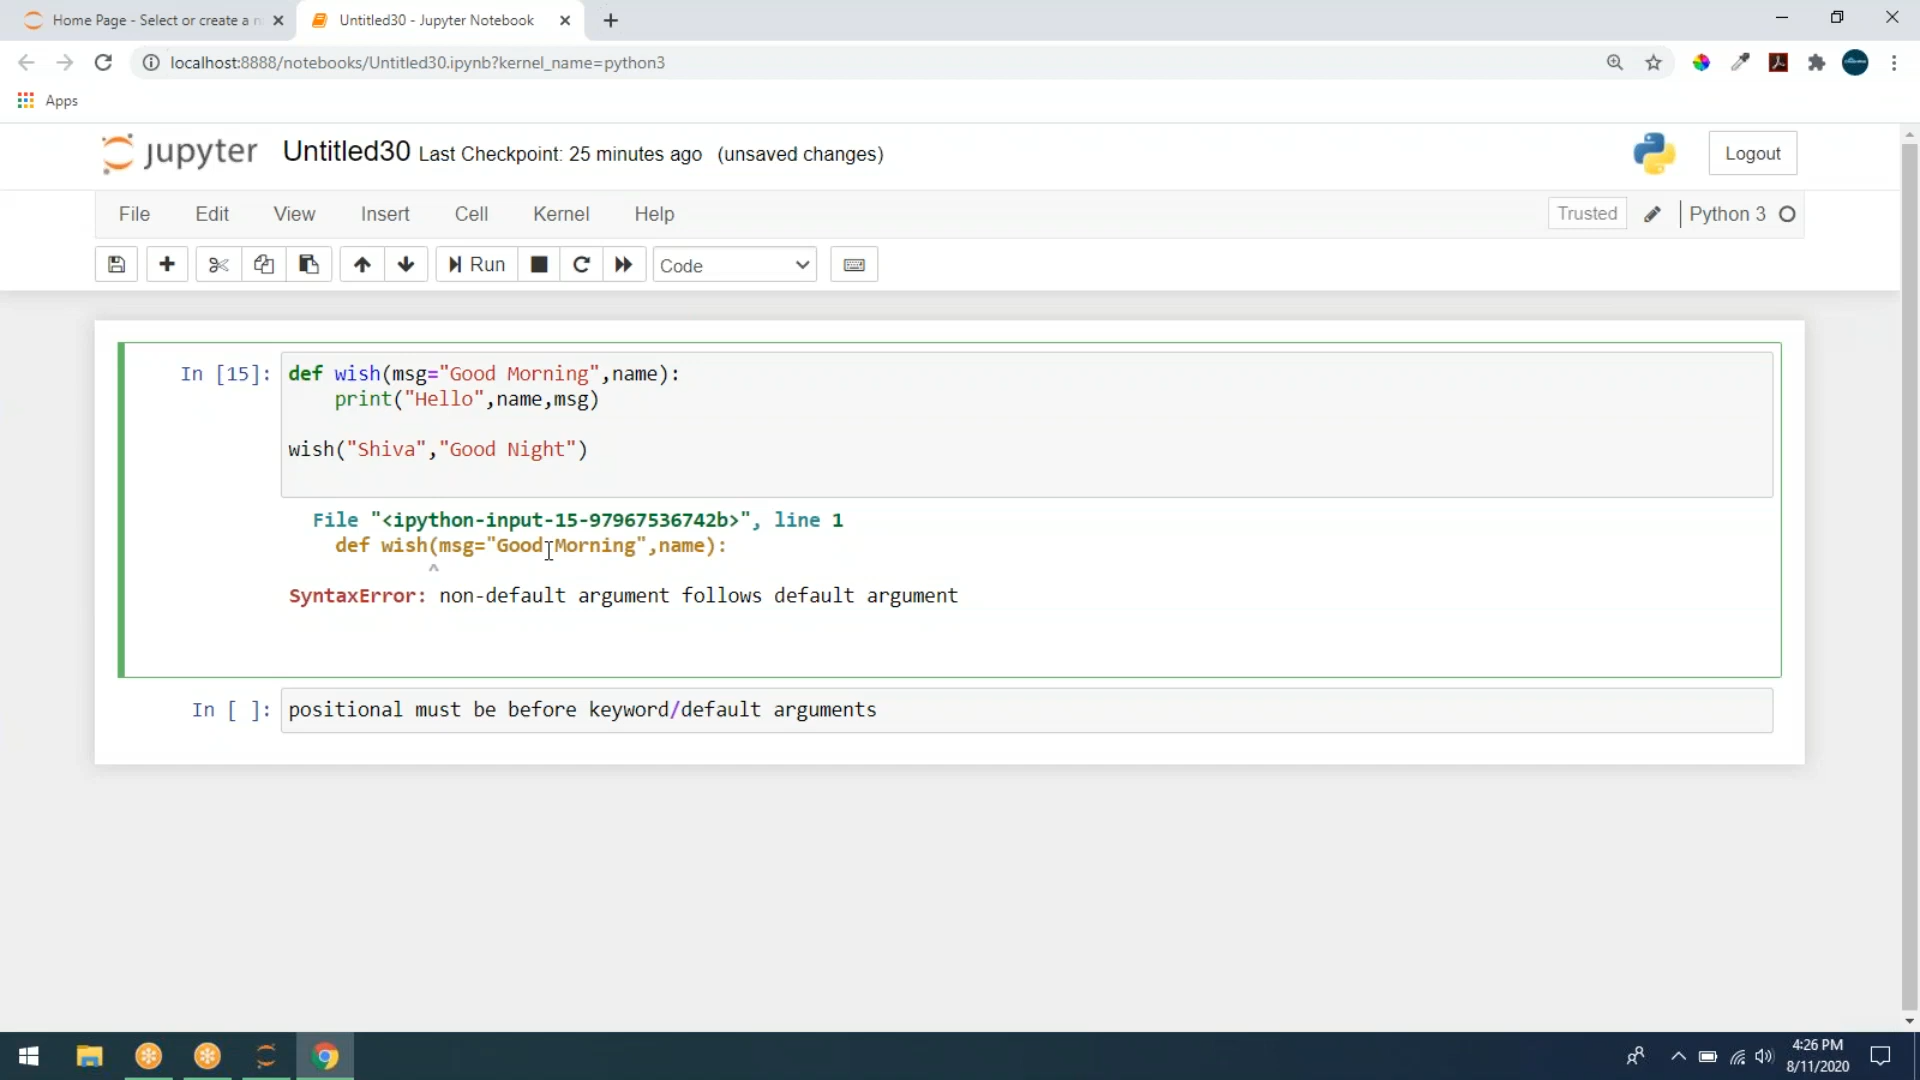 Home Page - Select or create a n
Untitled30 - Jupyter Notebook
localhost:8888/notebooks/Untitled30.ipynb?kernel_name=python3
Apps
jupyter Untitled30 Last Checkpoint: 25 minutes ago (unsaved changes)
Logout
File Edit View Insert Cell Kernel Help
Trusted Python 3
Run Code
In [15]: def wish(msg="Good Morning",name):
print("Hello",name,msg)
wish("Shiva","Good Night")
File "<ipython-input-15-97967536742b>", line 1
def wish(msg="Good Morning",name):
^
SyntaxError: non-default argument follows default argument
In [ ]: positional must be before keyword/default arguments
4:26 PM
8/11/2020